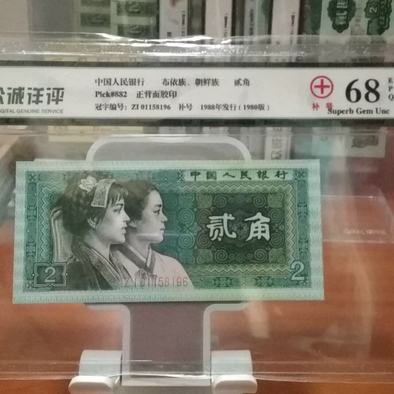 公诚评评
DIGITAL GENUINE SERVICE
中国人民银行 布依族、朝鲜族 贰角
Pick#882 正背面胶印
冠字编号: ZI 01158196 补号 1988年发行(1980版)
补号
68
E
P
Q
Superb Gem Unc
中国人民银行
贰角
2
2
ZI 01158196